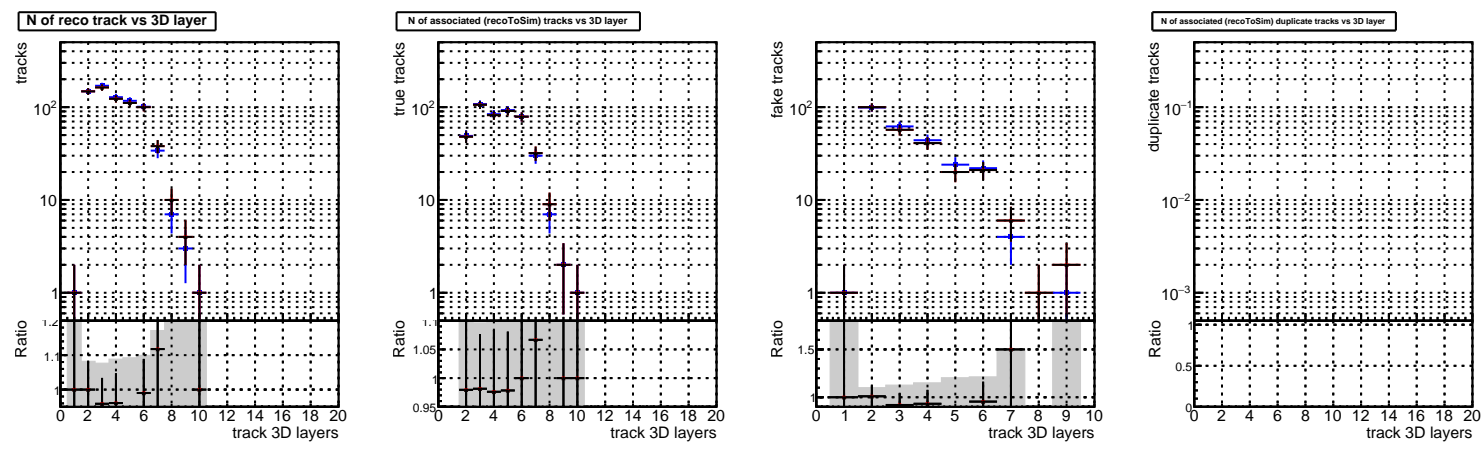 N of reco track vs 3D layer
tracks
10²
10
1
Ratio
1.2
1.1
1
0 2 4 6 8 10 12 14 16 18 20
track 3D layers
N of associated (recoToSim) tracks vs 3D layer
true tracks
10²
10
1
Ratio
1.1
1.05
1
0.95
0 2 4 6 8 10 12 14 16 18 20
track 3D layers
fake tracks
10²
10
1
Ratio
1.5
1
0 1 2 3 4 5 6 7 8 9 10
track 3D layers
N of associated (recoToSim) duplicate tracks vs 3D layer
duplicate tracks
10⁻¹
10⁻²
10⁻³
Ratio
1
0.5
0
0 2 4 6 8 10 12 14 16 18 20
track 3D layers